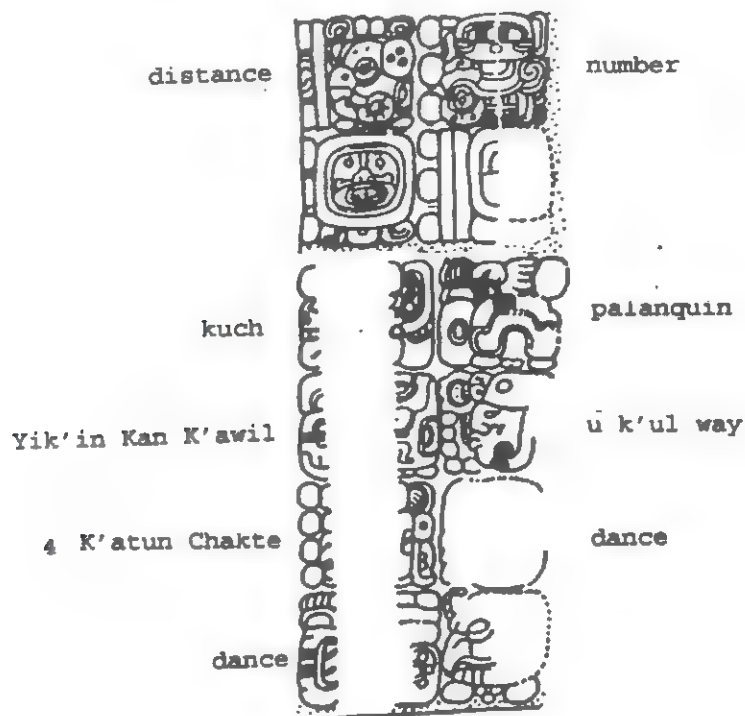 distance number
kuch palanquin
Yik'in Kan K'awil u k'ul way
4 K'atun Chakte dance
dance